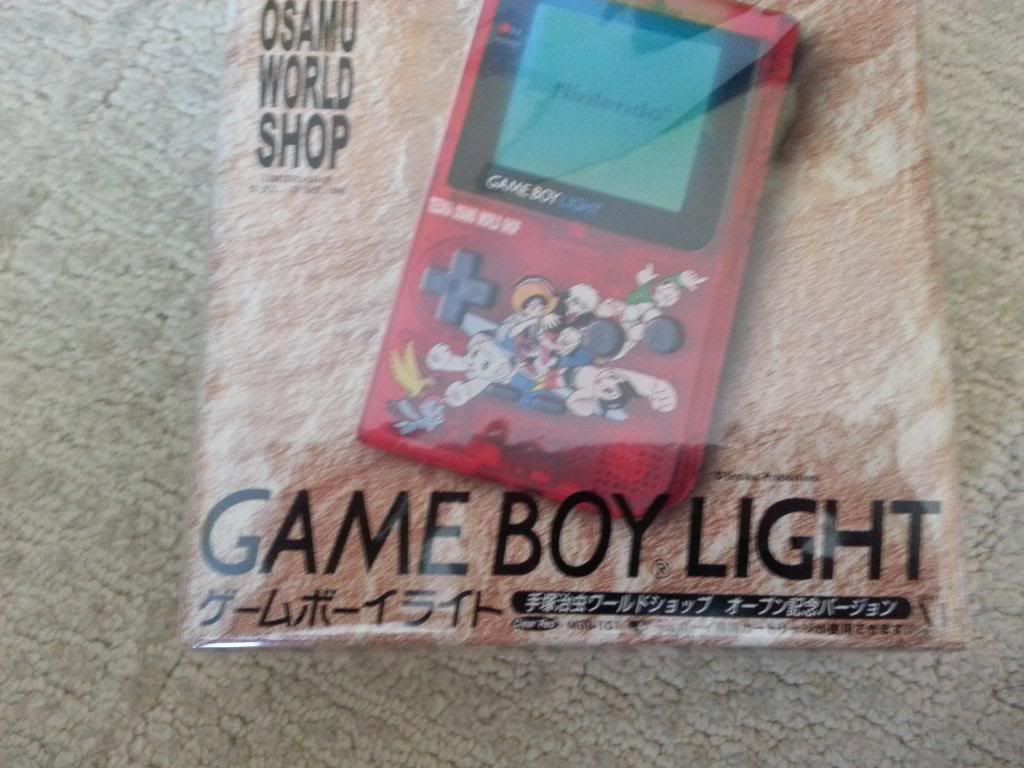 OSAMU
WORLD
SHOP
Nintendo
GAME BOY LIGHT
GAME BOY LIGHT
ゲームボーイライト
手塚治虫ワールドショップ オープン記念バージョン
Clear Red